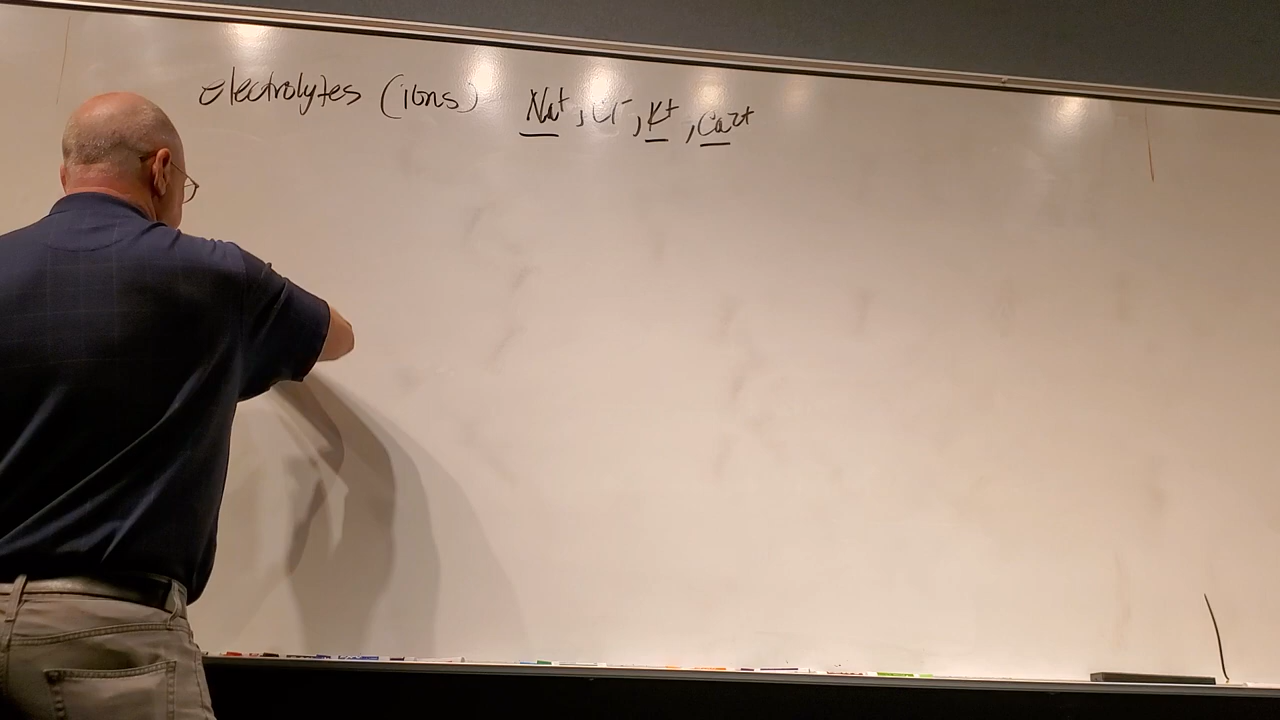 electrolytes (ions) Na⁺, Cl⁻, K⁺, Ca²⁺